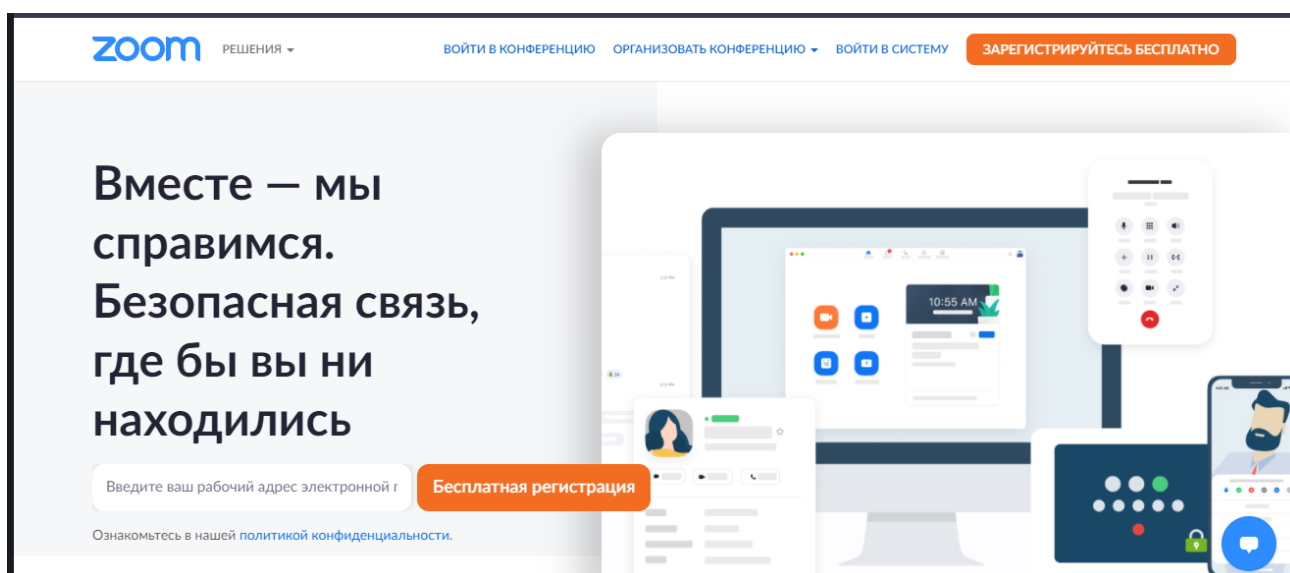 zoom
РЕШЕНИЯ
ВОЙТИ В КОНФЕРЕНЦИЮ
ОРГАНИЗОВАТЬ КОНФЕРЕНЦИЮ
ВОЙТИ В СИСТЕМУ
ЗАРЕГИСТРИРУЙТЕСЬ БЕСПЛАТНО
Вместе — мы
справимся.
Безопасная связь,
где бы вы ни
находились
Введите ваш рабочий адрес электронной г
Бесплатная регистрация
Ознакомьтесь в нашей политикой конфиденциальности.
10:55 AM